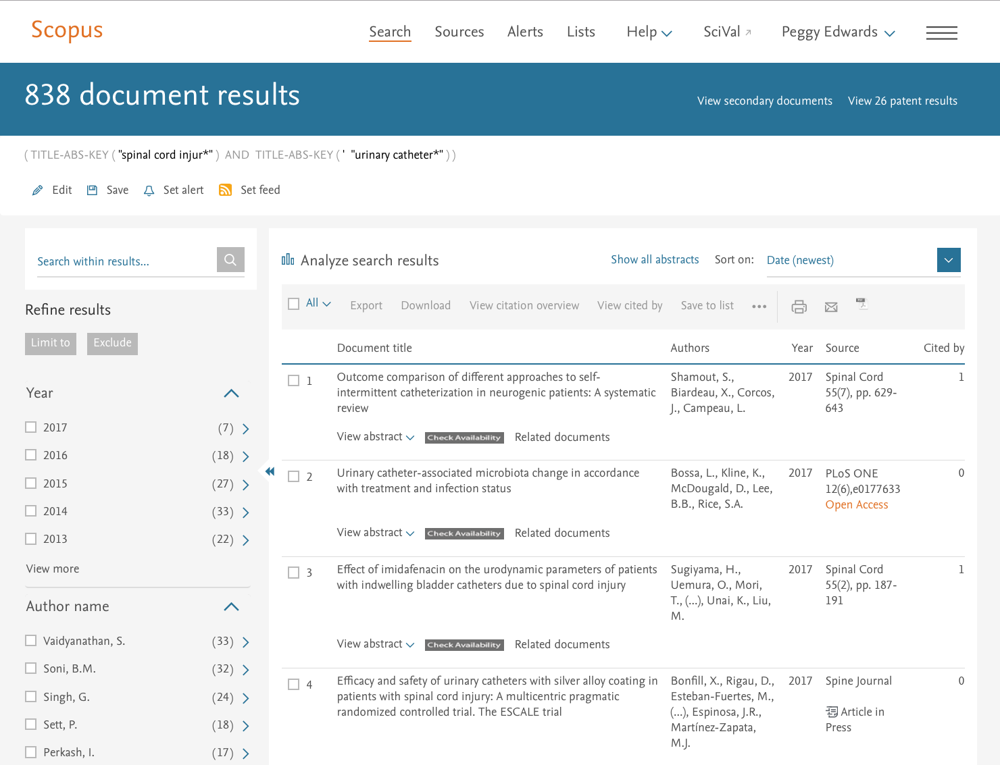 Scopus
Search Sources Alerts Lists Help SciVal Peggy Edwards
838 document results
View secondary documents View 26 patent results
( TITLE-ABS-KEY ( "spinal cord injur*" ) AND TITLE-ABS-KEY ( ' "urinary catheter*" ) )
Edit Save Set alert Set feed
Search within results...
Refine results
Limit to Exclude
Year
2017 (7)
2016 (18)
2015 (27)
2014 (33)
2013 (22)
View more
Author name
Vaidyanathan, S. (33)
Soni, B.M. (32)
Singh, G. (24)
Sett, P. (18)
Perkash, I. (17)
Analyze search results
Show all abstracts Sort on: Date (newest)
All Export Download View citation overview View cited by Save to list •••
Document title Authors Year Source Cited by
1 Outcome comparison of different approaches to self- Shamout, S., 2017 Spinal Cord 1
intermittent catheterization in neurogenic patients: A systematic Biardeau, X., Corcos, 55(7), pp. 629-
review J., Campeau, L. 643
View abstract Check Availability Related documents
2 Urinary catheter-associated microbiota change in accordance Bossa, L., Kline, K., 2017 PLoS ONE 0
with treatment and infection status McDougald, D., Lee, 12(6),e0177633
B.B., Rice, S.A. Open Access
View abstract Check Availability Related documents
3 Effect of imidafenacin on the urodynamic parameters of patients Sugiyama, H., 2017 Spinal Cord 1
with indwelling bladder catheters due to spinal cord injury Uemura, O., Mori, 55(2), pp. 187-
T., (...), Unai, K., Liu, 191
M.
View abstract Check Availability Related documents
4 Efficacy and safety of urinary catheters with silver alloy coating in Bonfill, X., Rigau, D., 2017 Spine Journal 0
patients with spinal cord injury: A multicentric pragmatic Esteban-Fuertes, M.,
randomized controlled trial. The ESCALE trial (...), Espinosa, J.R., Article in
Martínez-Zapata, Press
M.J.